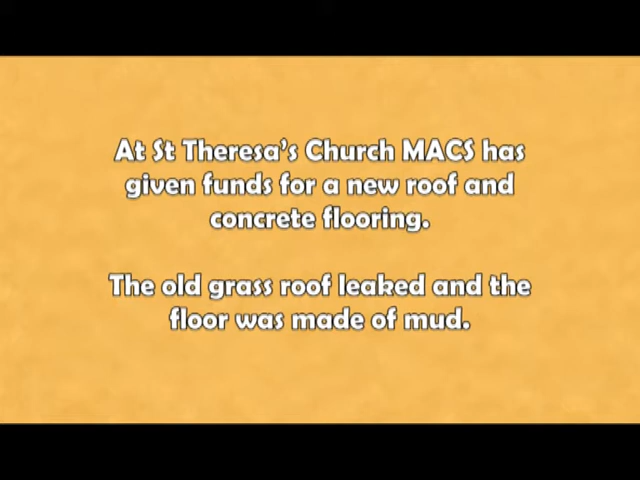 At St Theresa's Church MACS has
given funds for a new roof and
concrete flooring.
The old grass roof leaked and the
floor was made of mud.